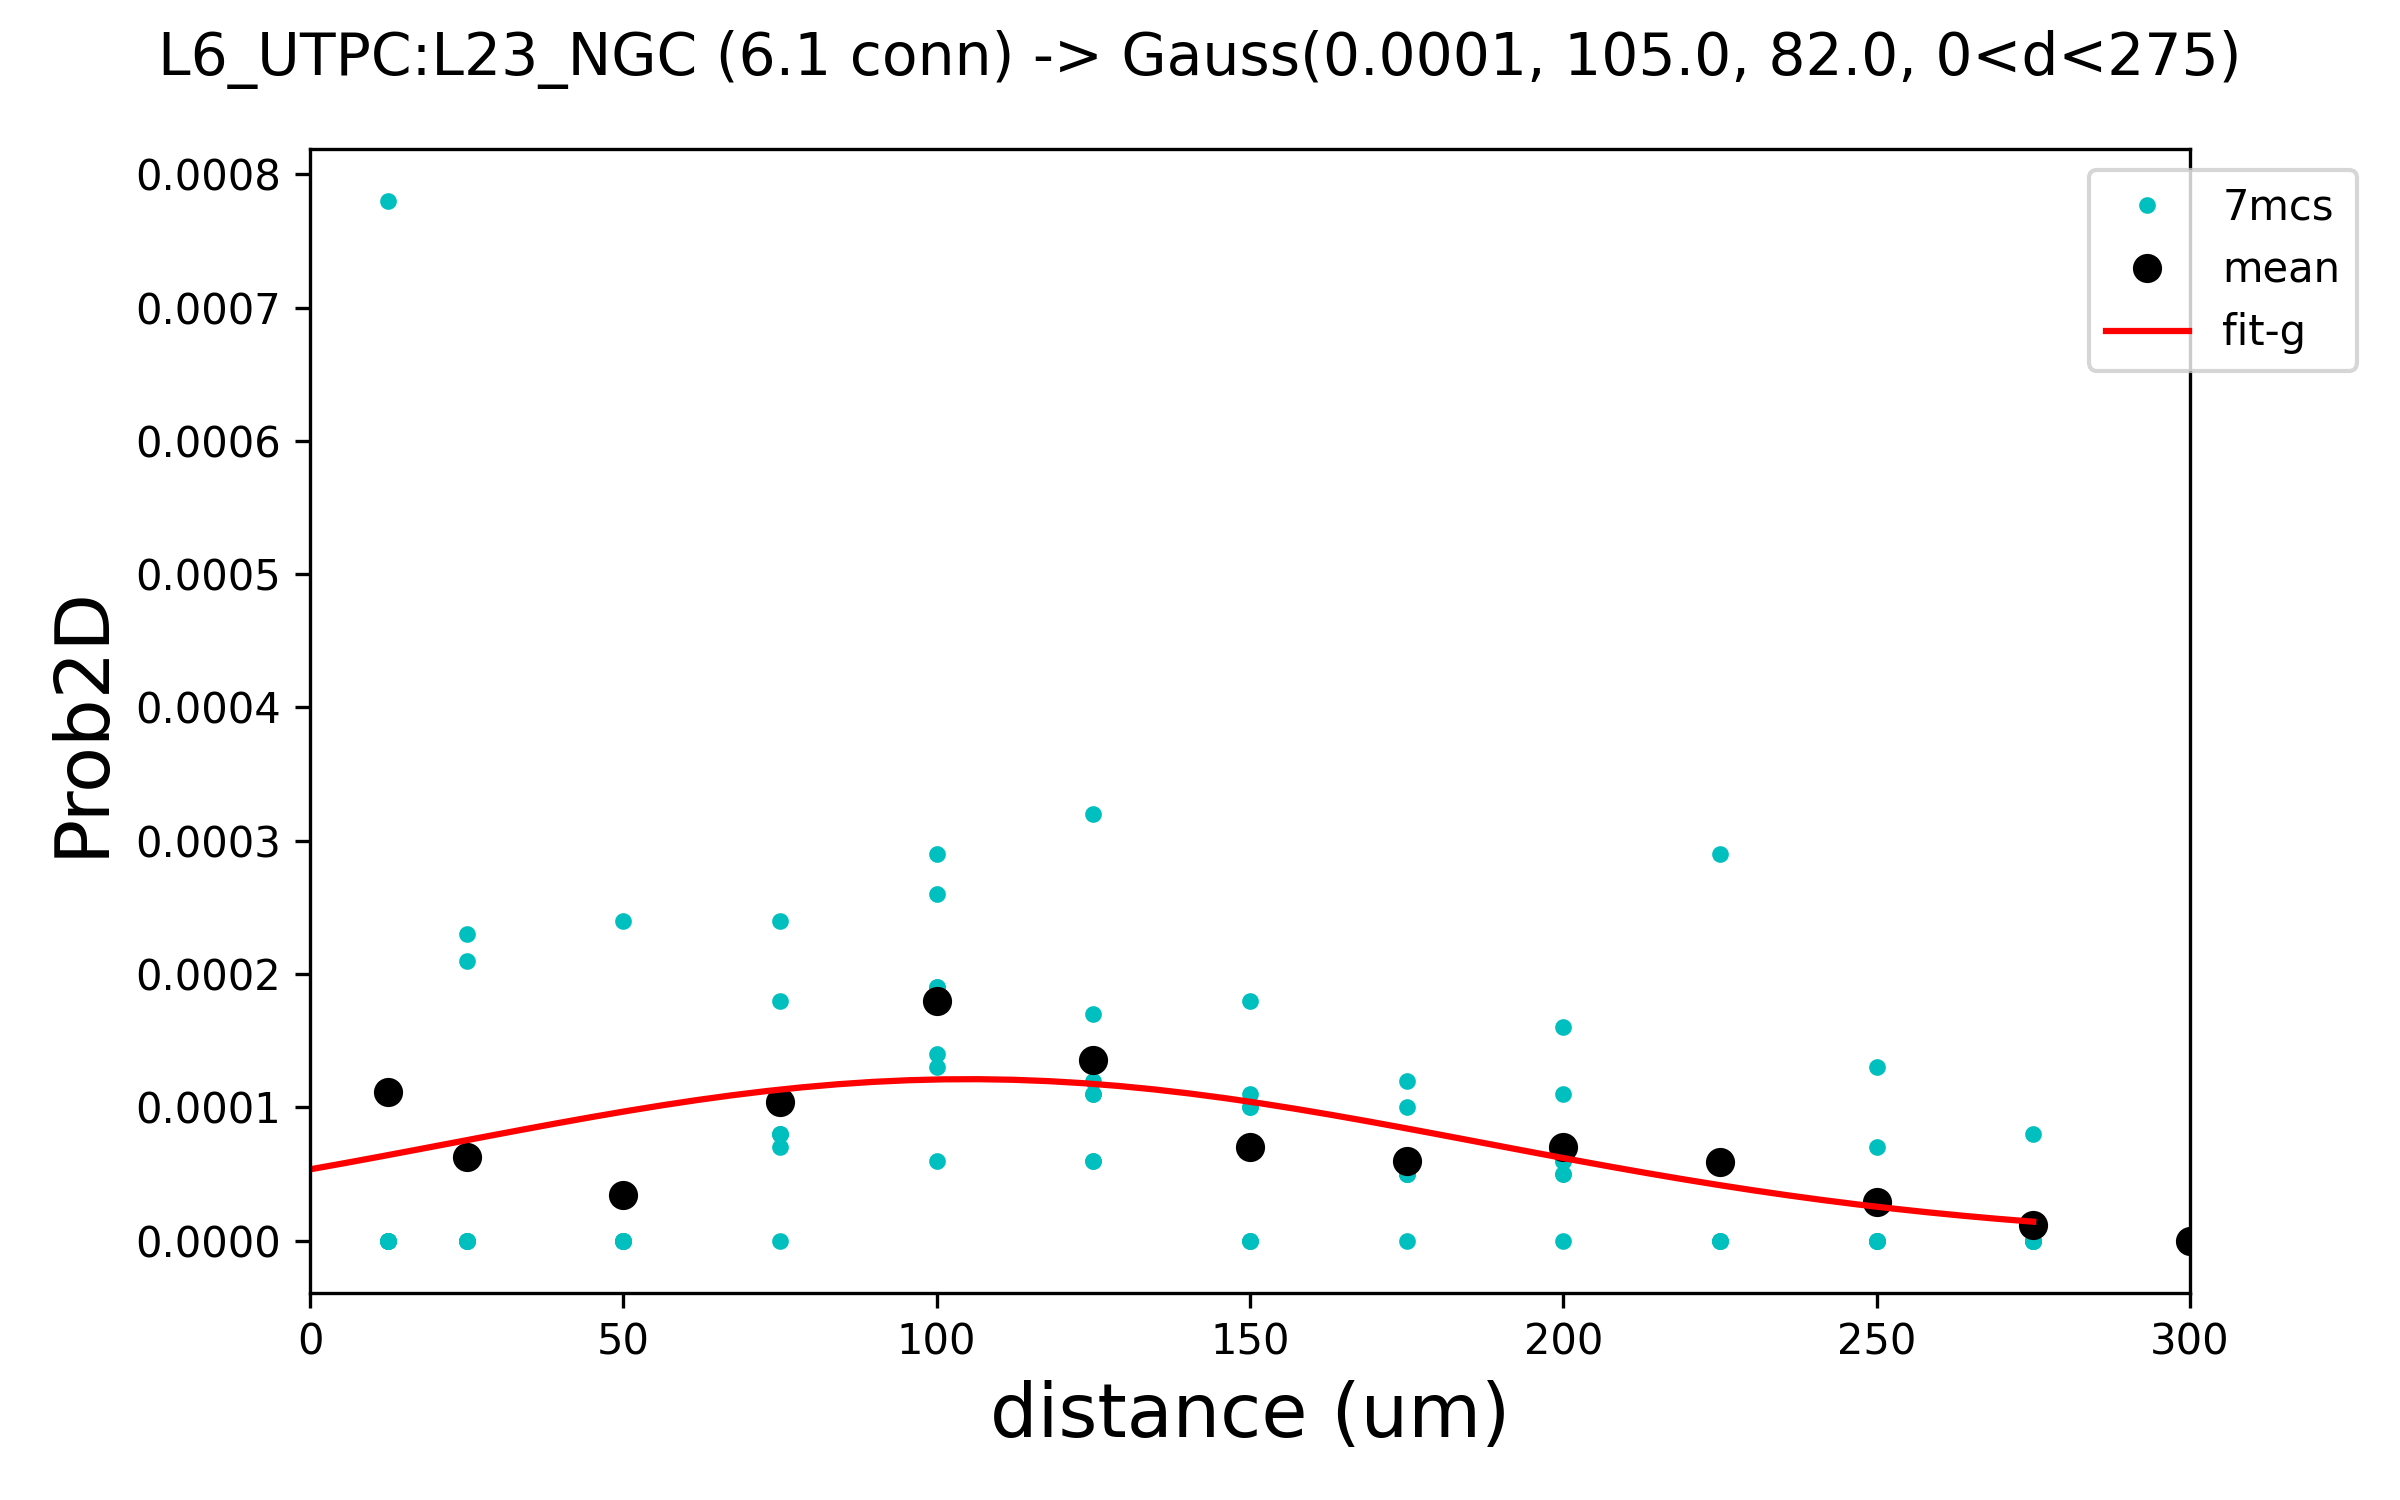 L6_UTPC:L23_NGC (6.1 conn) -> Gauss(0.0001, 105.0, 82.0, 0<d<275)
0.0008
0.0007
0.0006
0.0005
0.0004
0.0003
0.0002
0.0001
0.0000
Prob2D
7mcs
mean
fit-g
0 50 100 150 200 250 300
distance (um)